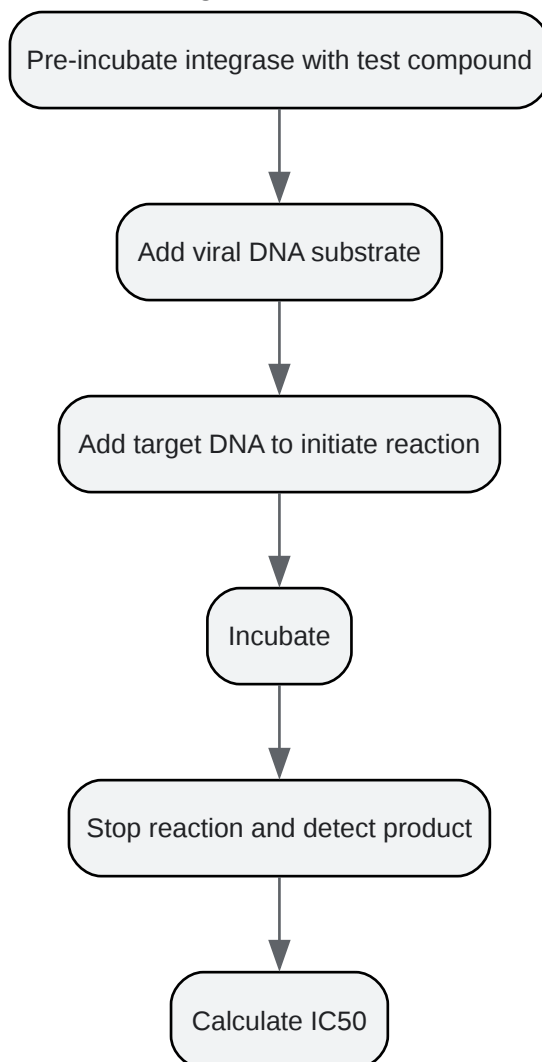 Pre-incubate integrase with test compound
Add viral DNA substrate
Add target DNA to initiate reaction
Incubate
Stop reaction and detect product
Calculate IC50